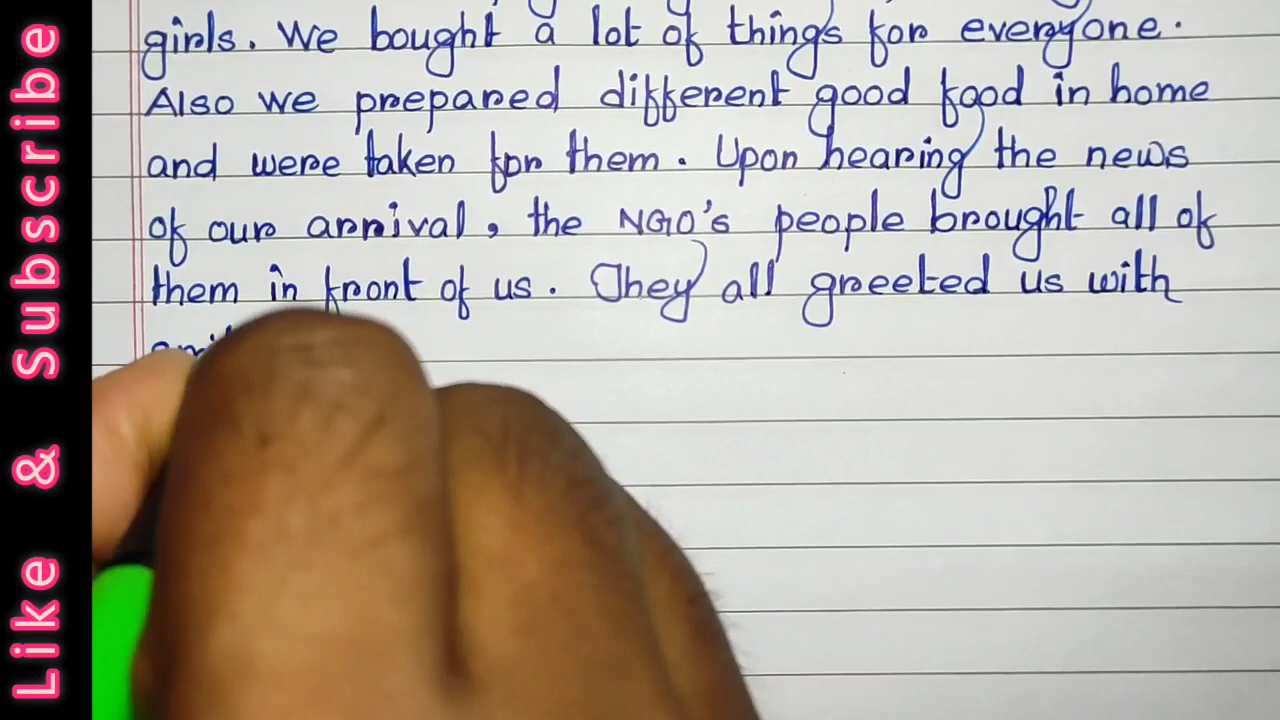 girls. We bought a lot of things for everyone.
Also we prepared different good food in home
and were taken for them. Upon hearing the news
of our arrival, the NGO's people brought all of
them in front of us. They all greeted us with
Like & Subscribe